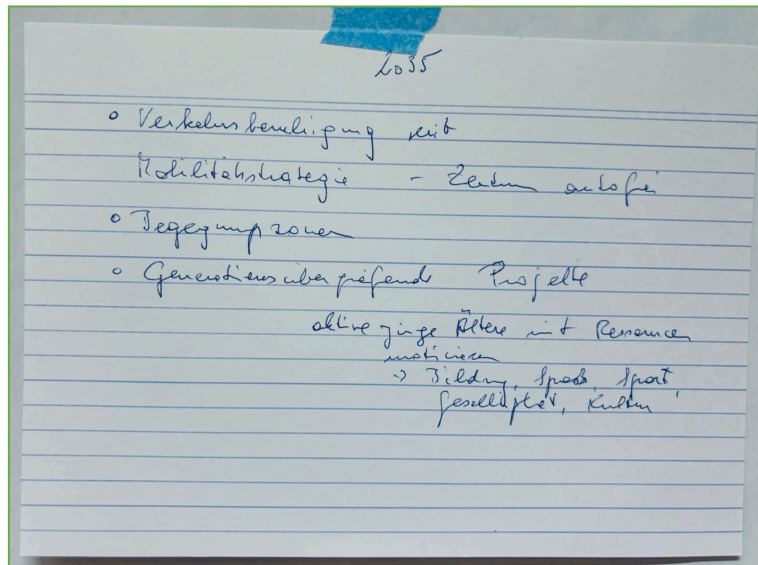 2035
o Verkehrsberuhigung mit
Mobilitätsstrategie - Zentrum autofrei
o Begegnungszonen
o Generationsübergreifende Projekte
aktive junge Ältere mit Ressourcen
motivieren
-> Bildung, Spass, Sport,
Geselligkeit, Kultur